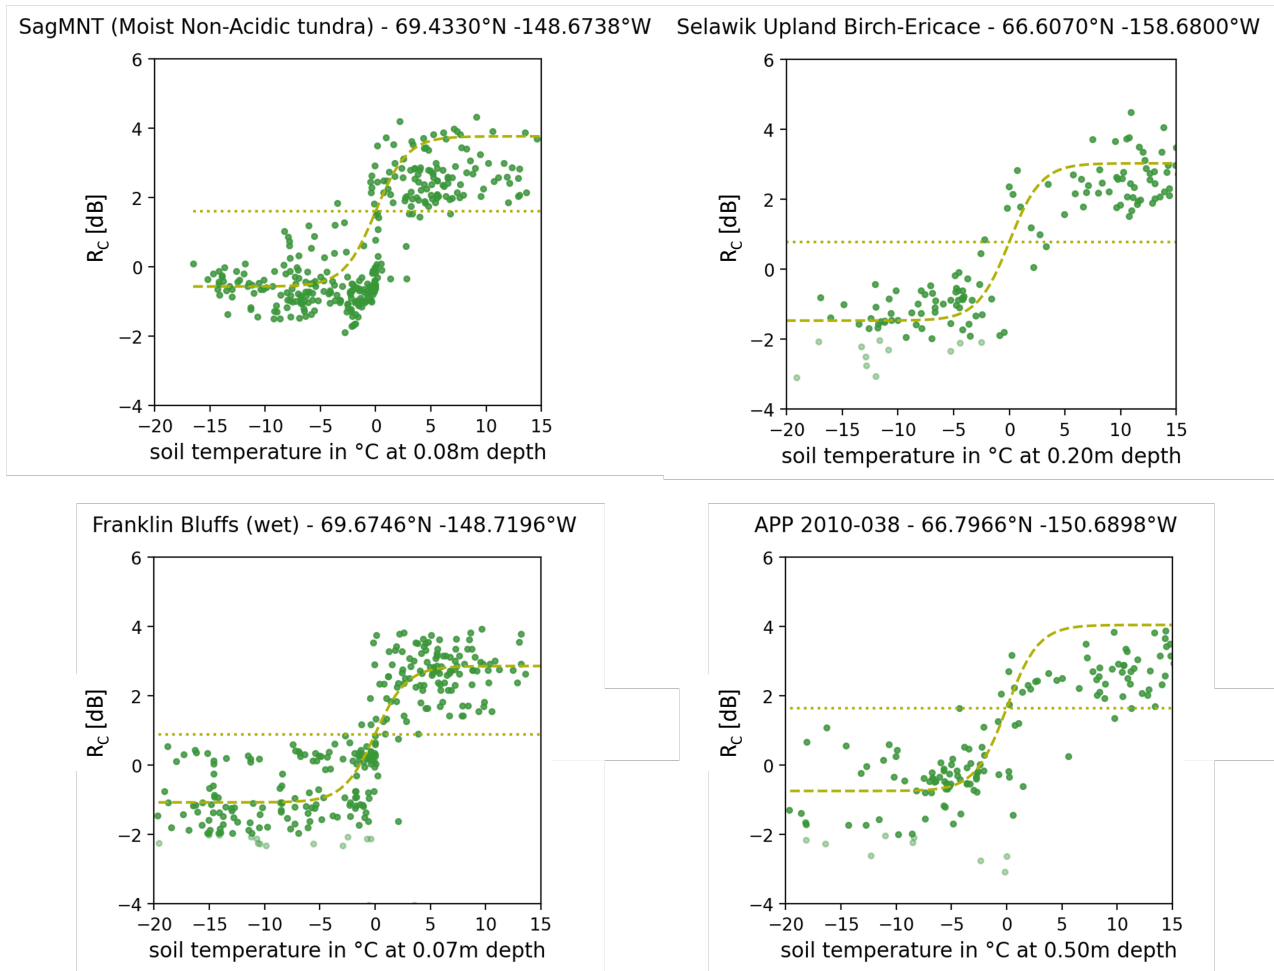 SagMNT (Moist Non-Acidic tundra) - 69.4330°N -148.6738°W
6
4
2
0
−2
−4
R_C [dB]
−20 −15 −10 −5 0 5 10 15
soil temperature in °C at 0.08m depth
Selawik Upland Birch-Ericace - 66.6070°N -158.6800°W
6
4
2
0
−2
−4
R_C [dB]
−20 −15 −10 −5 0 5 10 15
soil temperature in °C at 0.20m depth
Franklin Bluffs (wet) - 69.6746°N -148.7196°W
6
4
2
0
−2
−4
R_C [dB]
−20 −15 −10 −5 0 5 10 15
soil temperature in °C at 0.07m depth
APP 2010-038 - 66.7966°N -150.6898°W
6
4
2
0
−2
−4
R_C [dB]
−20 −15 −10 −5 0 5 10 15
soil temperature in °C at 0.50m depth